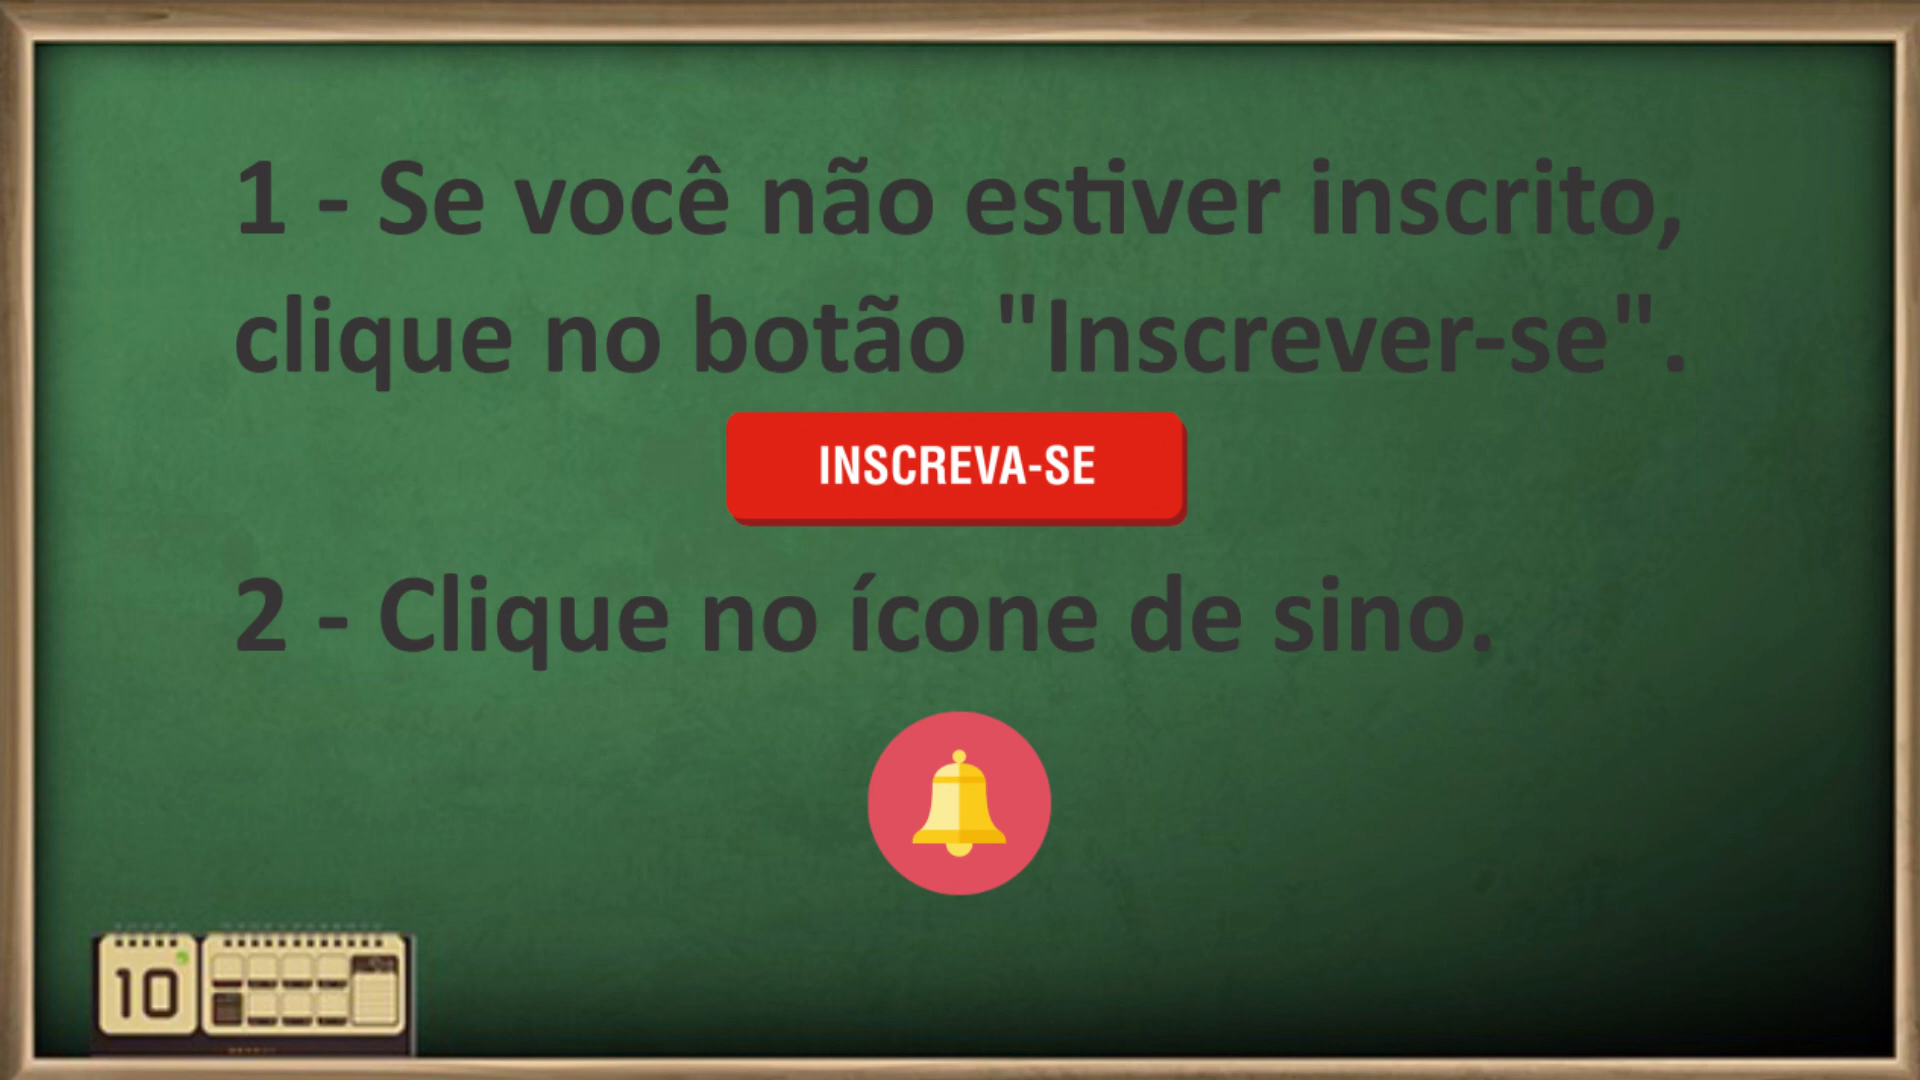 1 - Se você não estiver inscrito,
clique no botão "Inscrever-se".
INSCREVA-SE
2 - Clique no ícone de sino.
10